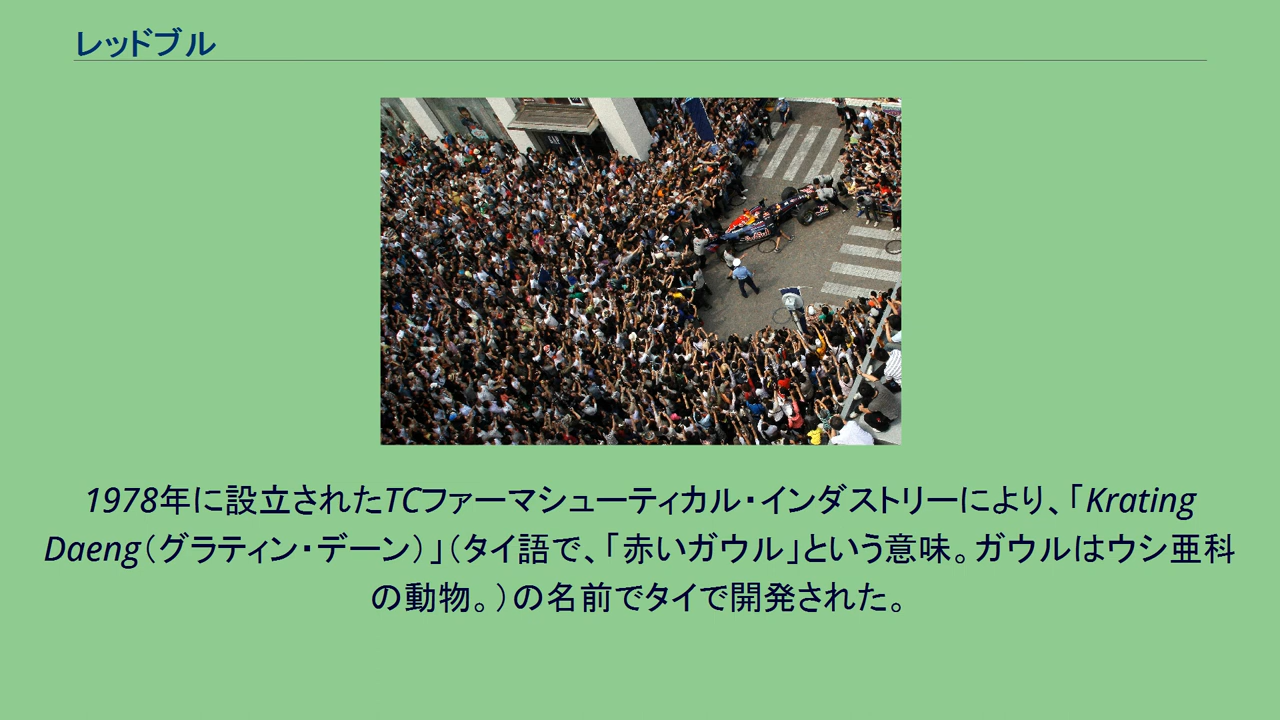 レッドブル
GAP
Red Bull
1978年に設立されたTCファーマシューティカル・インダストリーにより、「Krating
Daeng（グラティン・デーン）」（タイ語で、「赤いガウル」という意味。ガウルはウシ亜科
の動物。）の名前でタイで開発された。